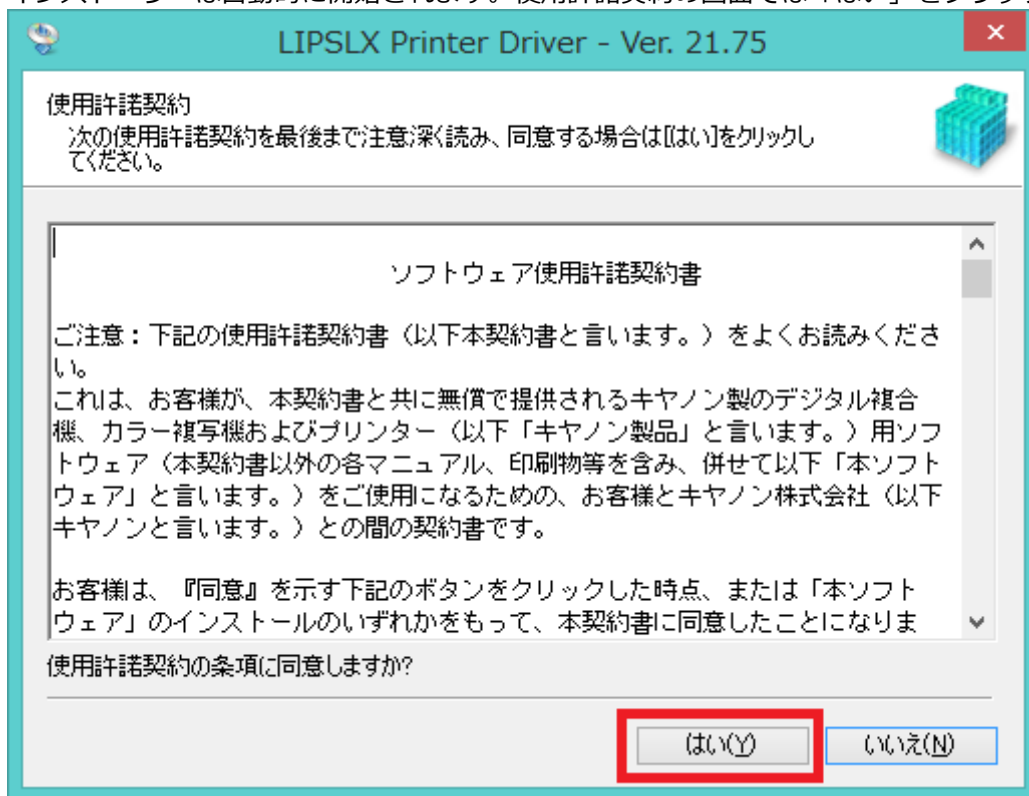 LIPSLX Printer Driver - Ver. 21.75
使用許諾契約
次の使用許諾契約を最後まで注意深く読み、同意する場合は[はい]をクリックし
てください。
ソフトウェア使用許諾契約書
ご注意：下記の使用許諾契約書（以下本契約書と言います。）をよくお読みくださ
い。
これは、お客様が、本契約書と共に無償で提供されるキヤノン製のデジタル複合
機、カラー複写機およびプリンター（以下「キヤノン製品」と言います。）用ソフ
トウェア（本契約書以外の各マニュアル、印刷物等を含み、併せて以下「本ソフト
ウェア」と言います。）をご使用になるための、お客様とキヤノン株式会社（以下
キヤノンと言います。）との間の契約書です。
お客様は、『同意』を示す下記のボタンをクリックした時点、または「本ソフト
ウェア」のインストールのいずれかをもって、本契約書に同意したことになりま
使用許諾契約の条項に同意しますか?
はい(Y)
いいえ(N)